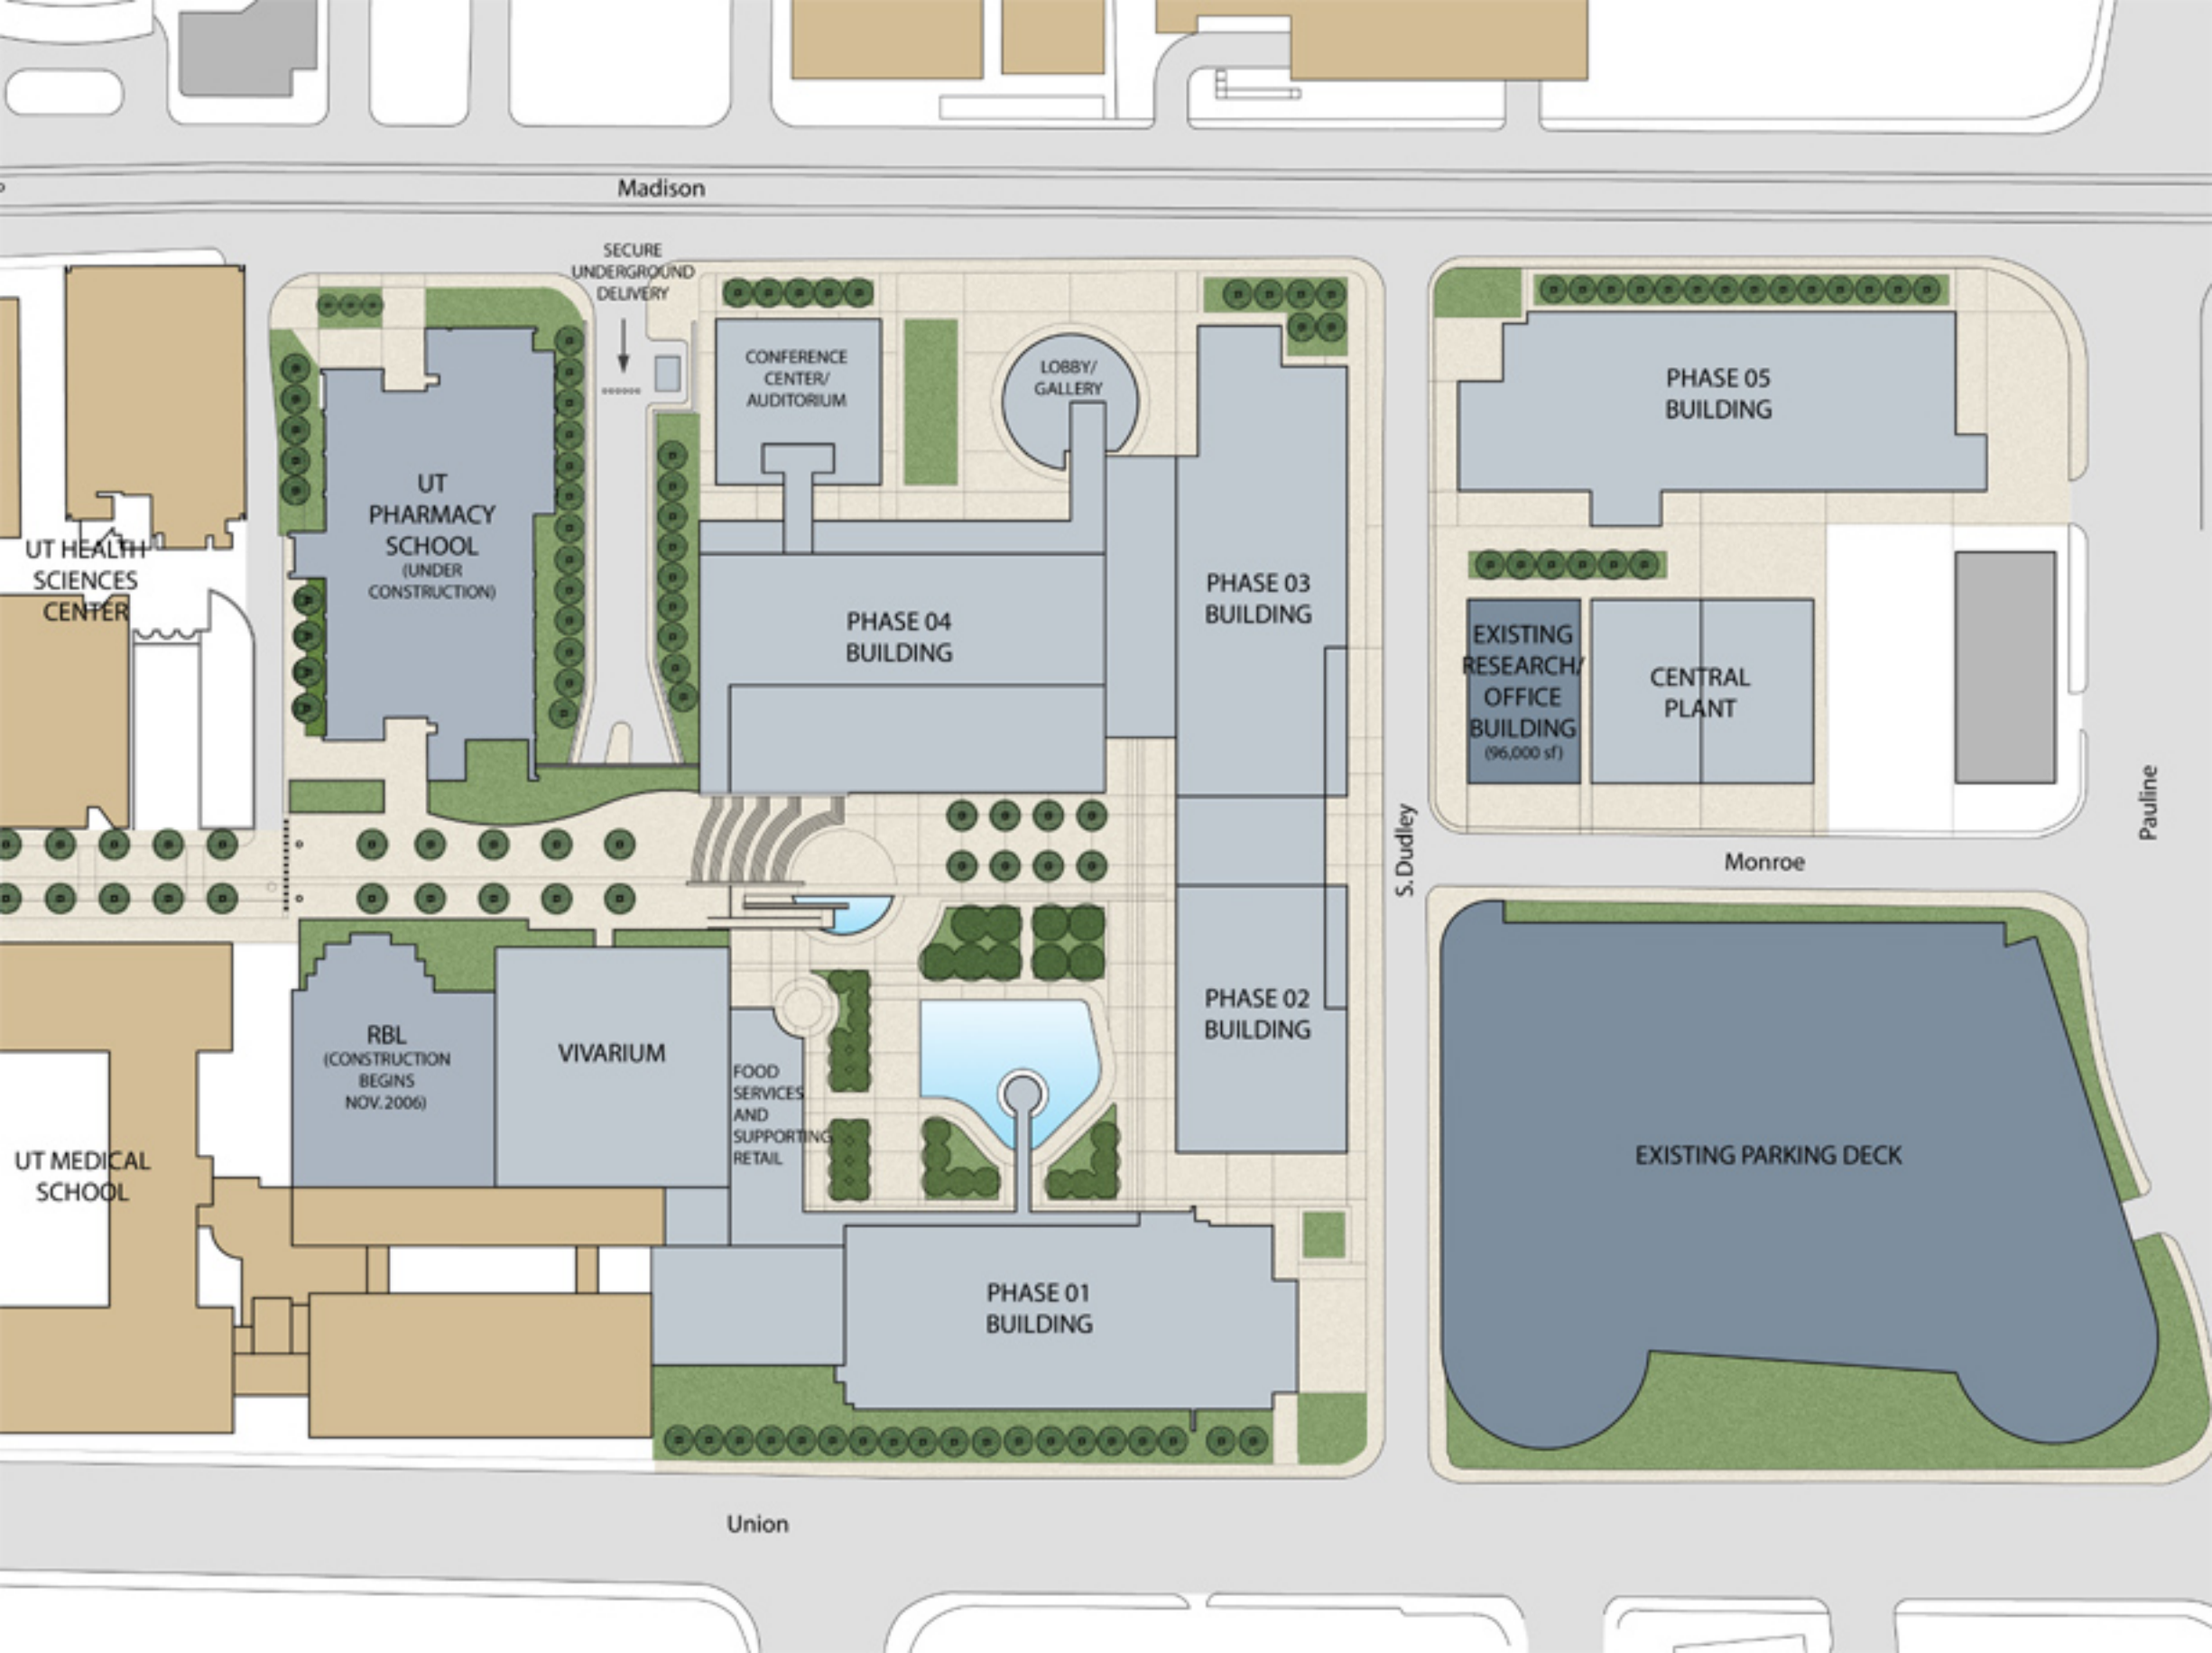 Madison
SECURE
UNDERGROUND
DELIVERY
CONFERENCE
CENTER/
AUDITORIUM
LOBBY/
GALLERY
PHASE 05
BUILDING
UT
PHARMACY
SCHOOL
(UNDER
CONSTRUCTION)
UT HEALTH
SCIENCES
CENTER
PHASE 04
BUILDING
PHASE 03
BUILDING
EXISTING
RESEARCH/
OFFICE
BUILDING
(96,000 sf)
CENTRAL
PLANT
Pauline
S. Dudley
Monroe
RBL
(CONSTRUCTION
BEGINS
NOV. 2006)
VIVARIUM
FOOD
SERVICES
AND
SUPPORTING
RETAIL
PHASE 02
BUILDING
UT MEDICAL
SCHOOL
EXISTING PARKING DECK
PHASE 01
BUILDING
Union